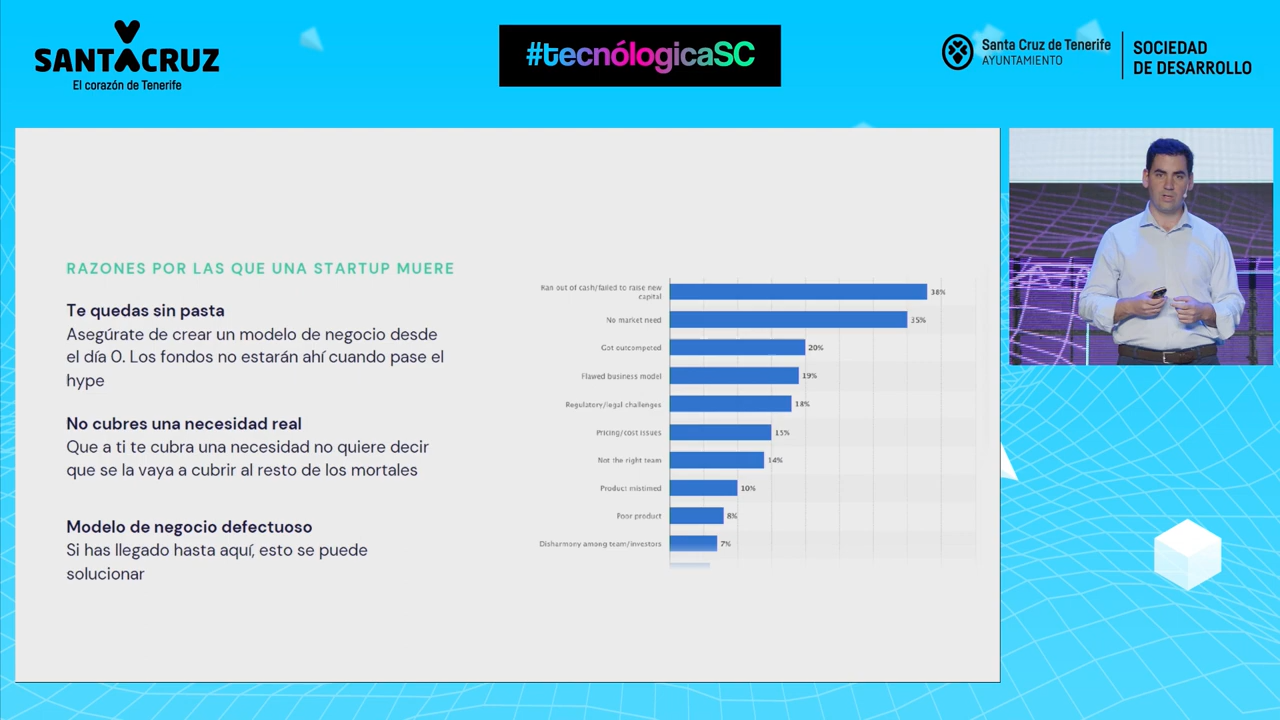 SANTACRUZ
El corazón de Tenerife
#tecnólogicaSC
Santa Cruz de Tenerife
AYUNTAMIENTO
SOCIEDAD
DE DESARROLLO
RAZONES POR LAS QUE UNA STARTUP MUERE
Te quedas sin pasta
Asegúrate de crear un modelo de negocio desde
el día 0. Los fondos no estarán ahí cuando pase el
hype
No cubres una necesidad real
Que a ti te cubra una necesidad no quiere decir
que se la vaya a cubrir al resto de los mortales
Modelo de negocio defectuoso
Si has llegado hasta aquí, esto se puede
solucionar
Ran out of cash/failed to raise new
capital
38%
No market need
35%
Got outcompeted
20%
Flawed business model
19%
Regulatory/legal challenges
18%
Pricing/cost issues
15%
Not the right team
14%
Product mistimed
10%
Poor product
8%
Disharmony among team/investors
7%